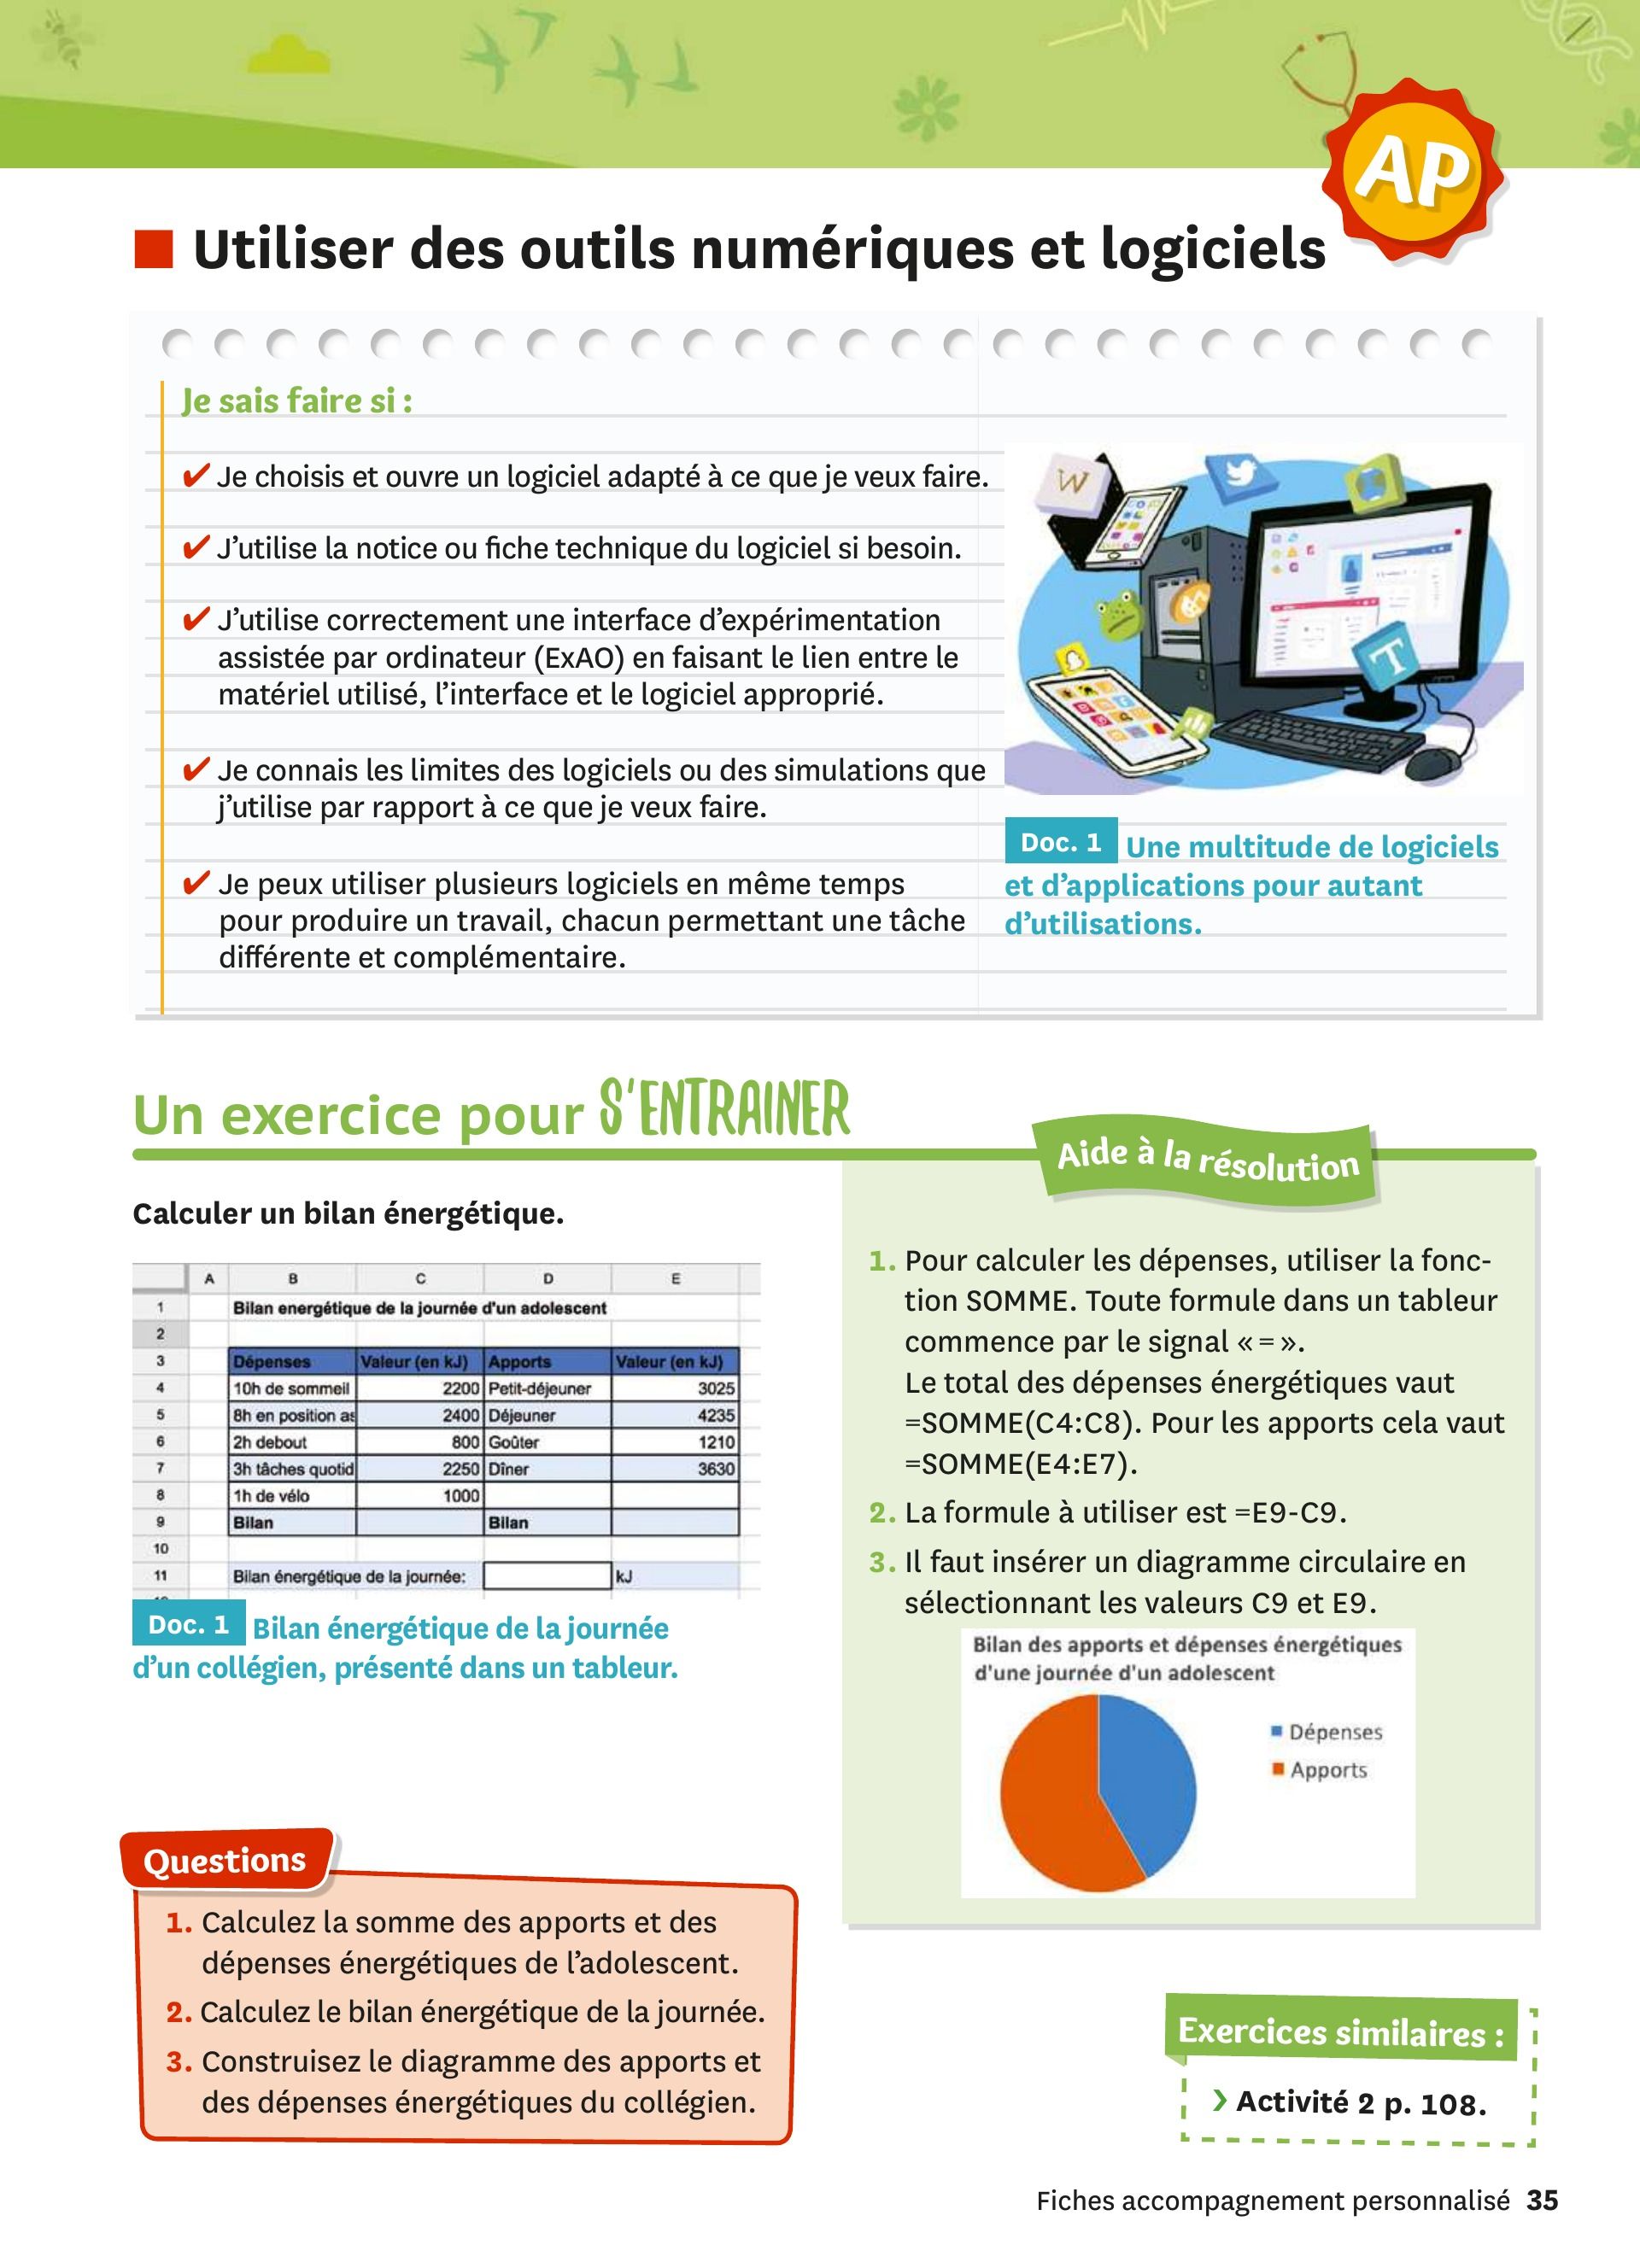 AP
Utiliser des outils numériques et logiciels
Je sais faire si :
✔ Je choisis et ouvre un logiciel adapté à ce que je veux faire.
✔ J’utilise la notice ou fiche technique du logiciel si besoin.
✔ J’utilise correctement une interface d’expérimentation
assistée par ordinateur (ExAO) en faisant le lien entre le
matériel utilisé, l’interface et le logiciel approprié.
✔ Je connais les limites des logiciels ou des simulations que
j’utilise par rapport à ce que je veux faire.
✔ Je peux utiliser plusieurs logiciels en même temps
pour produire un travail, chacun permettant une tâche
différente et complémentaire.
W
T
Doc. 1 Une multitude de logiciels
et d’applications pour autant
d’utilisations.
Un exercice pour S'ENTRAINER
Calculer un bilan énergétique.
A B C D E
1 Bilan energétique de la journée d'un adolescent
2
3 Dépenses Valeur (en kJ) Apports Valeur (en kJ)
4 10h de sommeil 2200 Petit-déjeuner 3025
5 8h en position as 2400 Déjeuner 4235
6 2h debout 800 Goûter 1210
7 3h tâches quotid 2250 Dîner 3630
8 1h de vélo 1000
9 Bilan Bilan
10
11 Bilan énergétique de la journée: kJ
Doc. 1 Bilan énergétique de la journée
d’un collégien, présenté dans un tableur.
Questions
1. Calculez la somme des apports et des
dépenses énergétiques de l’adolescent.
2. Calculez le bilan énergétique de la journée.
3. Construisez le diagramme des apports et
des dépenses énergétiques du collégien.
Aide à la résolution
1. Pour calculer les dépenses, utiliser la fonc-
tion SOMME. Toute formule dans un tableur
commence par le signal « = ».
Le total des dépenses énergétiques vaut
=SOMME(C4:C8). Pour les apports cela vaut
=SOMME(E4:E7).
2. La formule à utiliser est =E9-C9.
3. Il faut insérer un diagramme circulaire en
sélectionnant les valeurs C9 et E9.
Bilan des apports et dépenses énergétiques
d'une journée d'un adolescent
Dépenses
Apports
Exercices similaires :
› Activité 2 p. 108.
Fiches accompagnement personnalisé 35